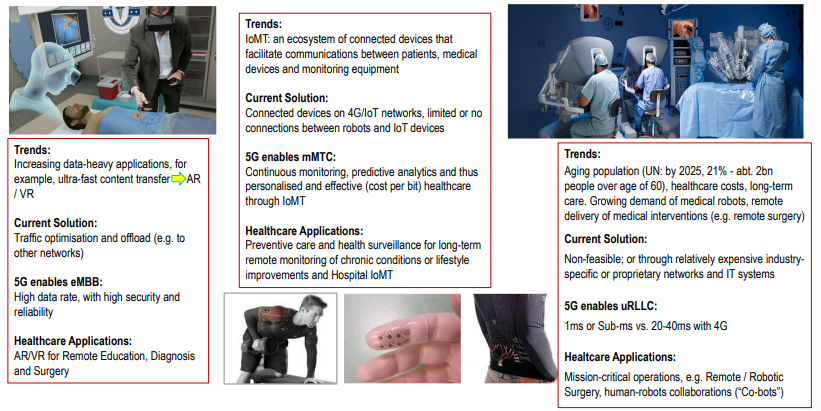 Trends:
Increasing data-heavy applications, for
example, ultra-fast content transfer AR
/ VR
Current Solution:
Traffic optimisation and offload (e.g. to
other networks)
5G enables eMBB:
High data rate, with high security and
reliability
Healthcare Applications:
AR/VR for Remote Education, Diagnosis
and Surgery
Trends:
IoMT: an ecosystem of connected devices that
facilitate communications between patients, medical
devices and monitoring equipment
Current Solution:
Connected devices on 4G/IoT networks, limited or no
connections between robots and IoT devices
5G enables mMTC:
Continuous monitoring, predictive analytics and thus
personalised and effective (cost per bit) healthcare
through IoMT
Healthcare Applications:
Preventive care and health surveillance for long-term
remote monitoring of chronic conditions or lifestyle
improvements and Hospital IoMT
Trends:
Aging population (UN: by 2025, 21% - abt. 2bn
people over age of 60), healthcare costs, long-term
care. Growing demand of medical robots, remote
delivery of medical interventions (e.g. remote surgery)
Current Solution:
Non-feasible; or through relatively expensive industry-
specific or proprietary networks and IT systems
5G enables uRLLC:
1ms or Sub-ms vs. 20-40ms with 4G
Healtcare Applications:
Mission-critical operations, e.g. Remote / Robotic
Surgery, human-robots collaborations (“Co-bots”)